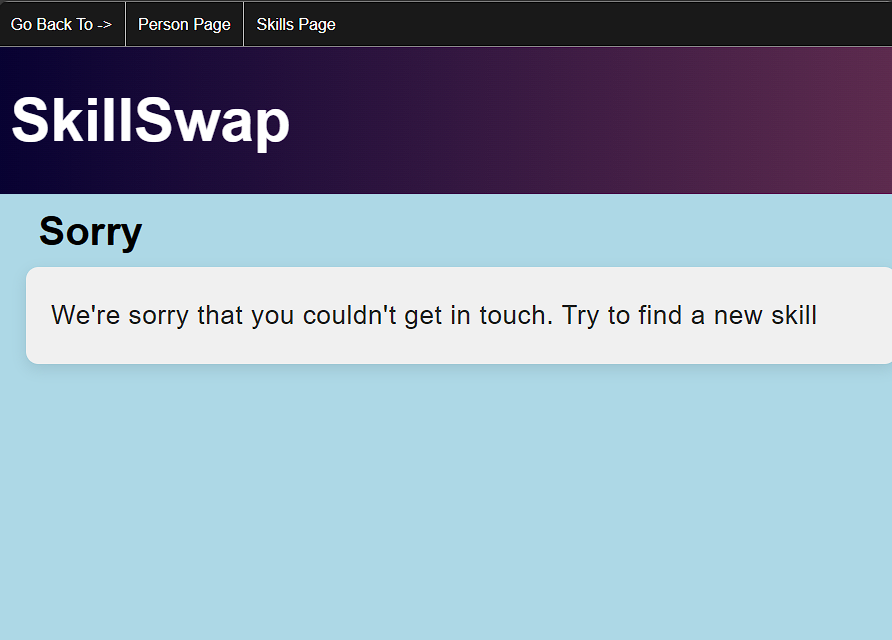 Go Back To -> Person Page Skills Page
SkillSwap
Sorry
We're sorry that you couldn't get in touch. Try to find a new skill